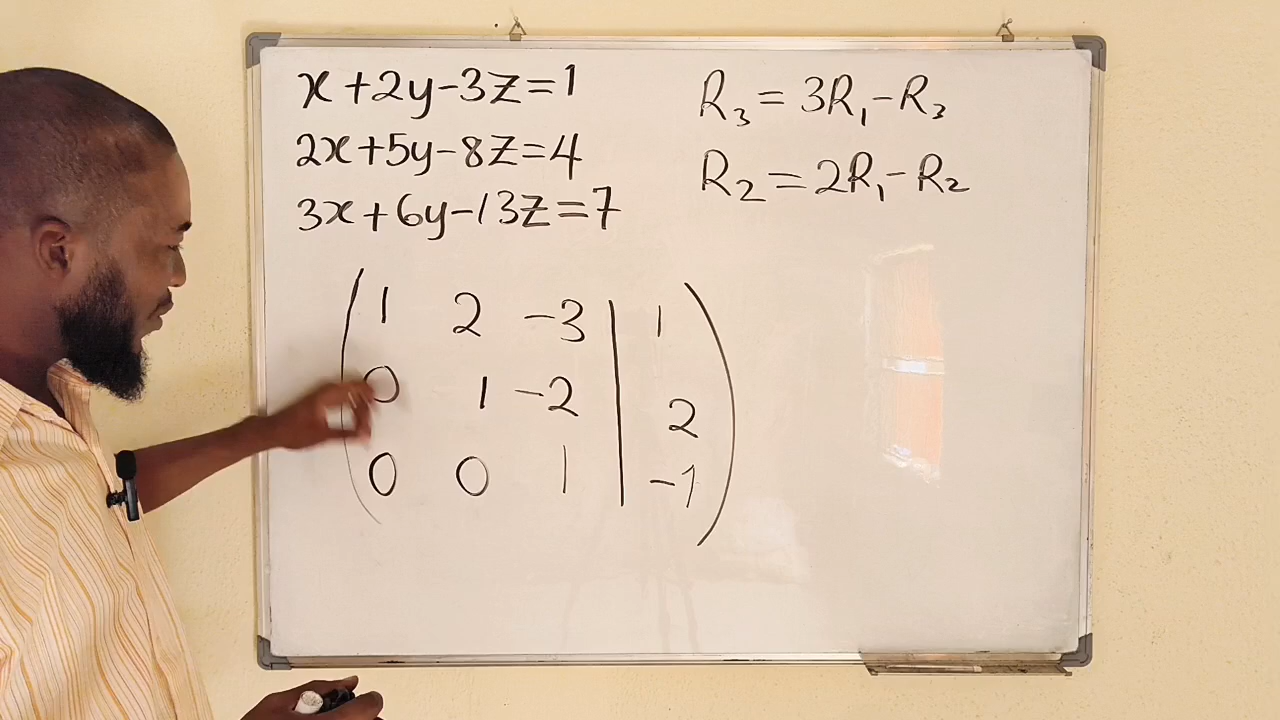 x+2y-3z=1
2x+5y-8z=4
3x+6y-13z=7
R₃=3R₁-R₃
R₂=2R₁-R₂
1 2 -3 | 1
0 1 -2 | 2
0 0 1 | -1